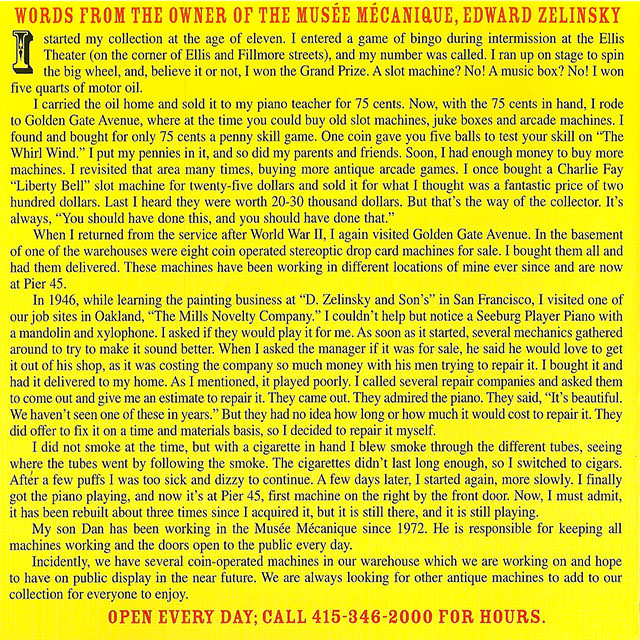 WORDS FROM THE OWNER OF THE MUSÉE MÉCANIQUE, EDWARD ZELINSKY
I started my collection at the age of eleven. I entered a game of bingo during intermission at the Ellis
Theater (on the corner of Ellis and Fillmore streets), and my number was called. I ran up on stage to spin
the big wheel, and, believe it or not, I won the Grand Prize. A slot machine? No! A music box? No! I won
five quarts of motor oil.
I carried the oil home and sold it to my piano teacher for 75 cents. Now, with the 75 cents in hand, I rode
to Golden Gate Avenue, where at the time you could buy old slot machines, juke boxes and arcade machines. I
found and bought for only 75 cents a penny skill game. One coin gave you five balls to test your skill on “The
Whirl Wind.” I put my pennies in it, and so did my parents and friends. Soon, I had enough money to buy more
machines. I revisited that area many times, buying more antique arcade games. I once bought a Charlie Fay
“Liberty Bell” slot machine for twenty-five dollars and sold it for what I thought was a fantastic price of two
hundred dollars. Last I heard they were worth 20-30 thousand dollars. But that’s the way of the collector. It’s
always, “You should have done this, and you should have done that.”
When I returned from the service after World War II, I again visited Golden Gate Avenue. In the basement
of one of the warehouses were eight coin operated stereoptic drop card machines for sale. I bought them all and
had them delivered. These machines have been working in different locations of mine ever since and are now
at Pier 45.
In 1946, while learning the painting business at “D. Zelinsky and Son’s” in San Francisco, I visited one of
our job sites in Oakland, “The Mills Novelty Company.” I couldn’t help but notice a Seeburg Player Piano with
a mandolin and xylophone. I asked if they would play it for me. As soon as it started, several mechanics gathered
around to try to make it sound better. When I asked the manager if it was for sale, he said he would love to get
it out of his shop, as it was costing the company so much money with his men trying to repair it. I bought it and
had it delivered to my home. As I mentioned, it played poorly. I called several repair companies and asked them
to come out and give me an estimate to repair it. They came out. They admired the piano. They said, “It’s beautiful.
We haven’t seen one of these in years.” But they had no idea how long or how much it would cost to repair it. They
did offer to fix it on a time and materials basis, so I decided to repair it myself.
I did not smoke at the time, but with a cigarette in hand I blew smoke through the different tubes, seeing
where the tubes went by following the smoke. The cigarettes didn’t last long enough, so I switched to cigars.
After a few puffs I was too sick and dizzy to continue. A few days later, I started again, more slowly. I finally
got the piano playing, and now it’s at Pier 45, first machine on the right by the front door. Now, I must admit,
it has been rebuilt about three times since I acquired it, but it is still there, and it is still playing.
My son Dan has been working in the Musée Mécanique since 1972. He is responsible for keeping all
machines working and the doors open to the public every day.
Incidently, we have several coin-operated machines in our warehouse which we are working on and hope
to have on public display in the near future. We are always looking for other antique machines to add to our
collection for everyone to enjoy.
OPEN EVERY DAY; CALL 415-346-2000 FOR HOURS.